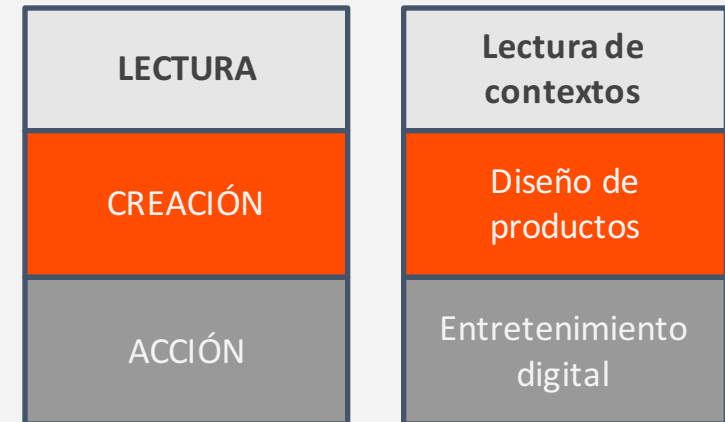 LECTURA
CREACIÓN
ACCIÓN
Lectura de
contextos
Diseño de
productos
Entretenimiento
digital